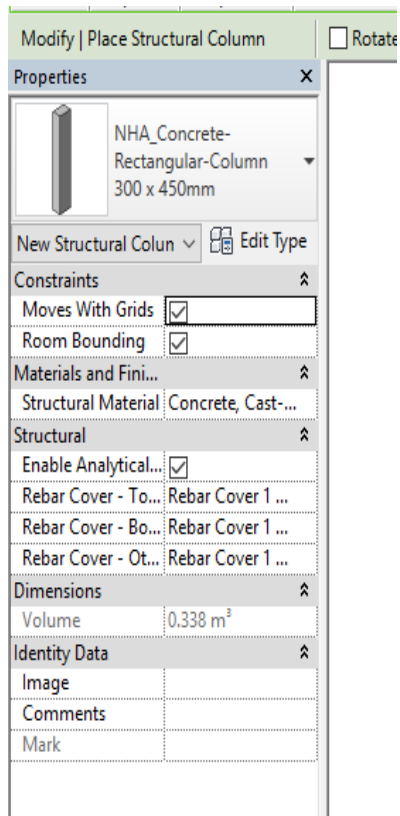 Modify | Place Structural Column
Rotate
Properties X
NHA_Concrete-
Rectangular-Column
300 x 450mm
New Structural Colun Edit Type
Constraints
Moves With Grids
Room Bounding
Materials and Fini...
Structural Material Concrete, Cast-...
Structural
Enable Analytical...
Rebar Cover - To... Rebar Cover 1 ...
Rebar Cover - Bo... Rebar Cover 1 ...
Rebar Cover - Ot... Rebar Cover 1 ...
Dimensions
Volume 0.338 m³
Identity Data
Image
Comments
Mark